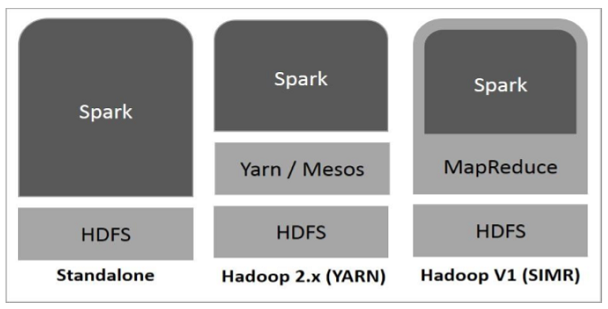 Spark
HDFS
Standalone
Spark
Yarn / Mesos
HDFS
Hadoop 2.x (YARN)
Spark
MapReduce
HDFS
Hadoop V1 (SIMR)